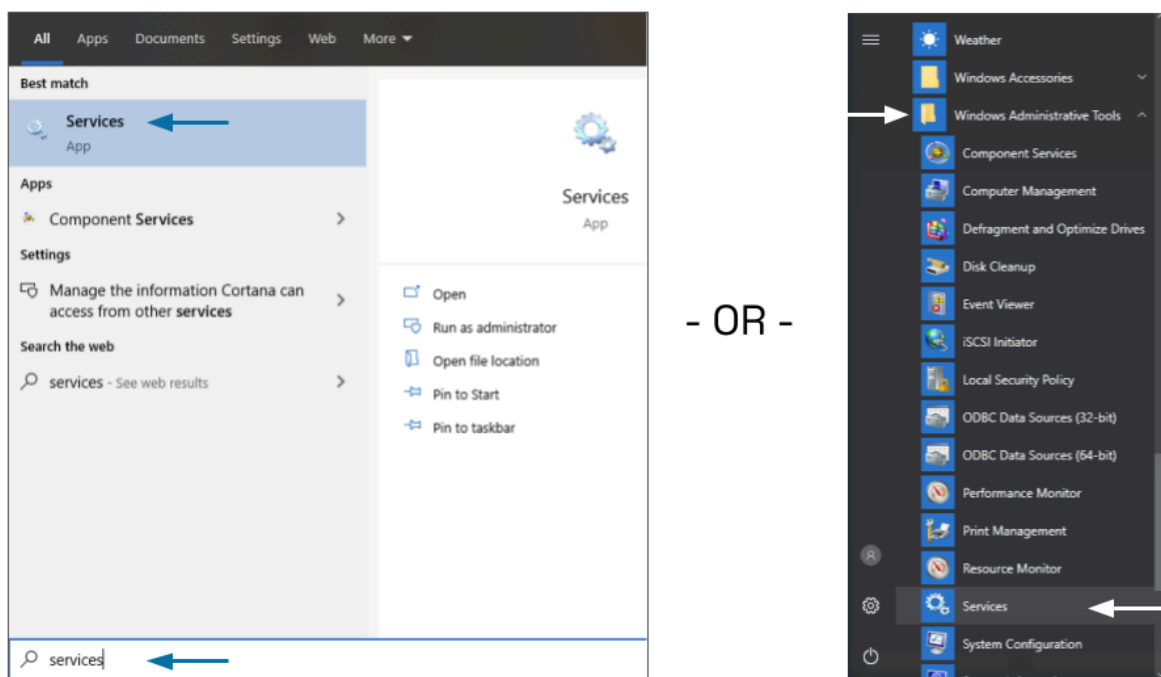 All Apps Documents Settings Web More
Best match
Services
App
Apps
Component Services
Settings
Manage the information Cortana can
access from other services
Search the web
services - See web results
services
Services
App
Open
Run as administrator
Open file location
Pin to Start
Pin to taskbar
- OR -
Weather
Windows Accessories
Windows Administrative Tools
Component Services
Computer Management
Defragment and Optimize Drives
Disk Cleanup
Event Viewer
iSCSI Initiator
Local Security Policy
ODBC Data Sources (32-bit)
ODBC Data Sources (64-bit)
Performance Monitor
Print Management
Resource Monitor
Services
System Configuration